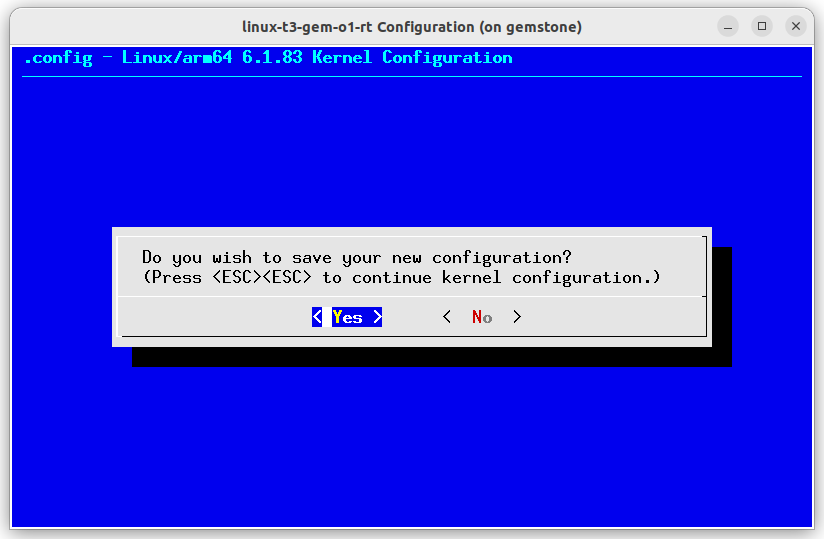 linux-t3-gem-o1-rt Configuration (on gemstone)
.config - Linux/arm64 6.1.83 Kernel Configuration
Do you wish to save your new configuration?
(Press <ESC><ESC> to continue kernel configuration.)
< Yes > < No >